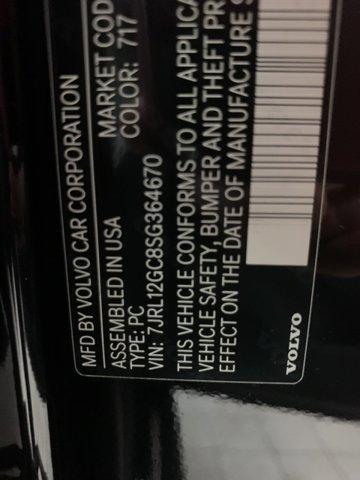 MFD BY VOLVO CAR CORPORATION
MARKET COD
ASSEMBLED IN USA
COLOR: 717
TYPE: PC
VIN: 7JRL12GC8SG364670
THIS VEHICLE CONFORMS TO ALL APPLICA
VEHICLE SAFETY, BUMPER AND THEFT PR
EFFECT ON THE DATE OF MANUFACTURE S
VOLVO